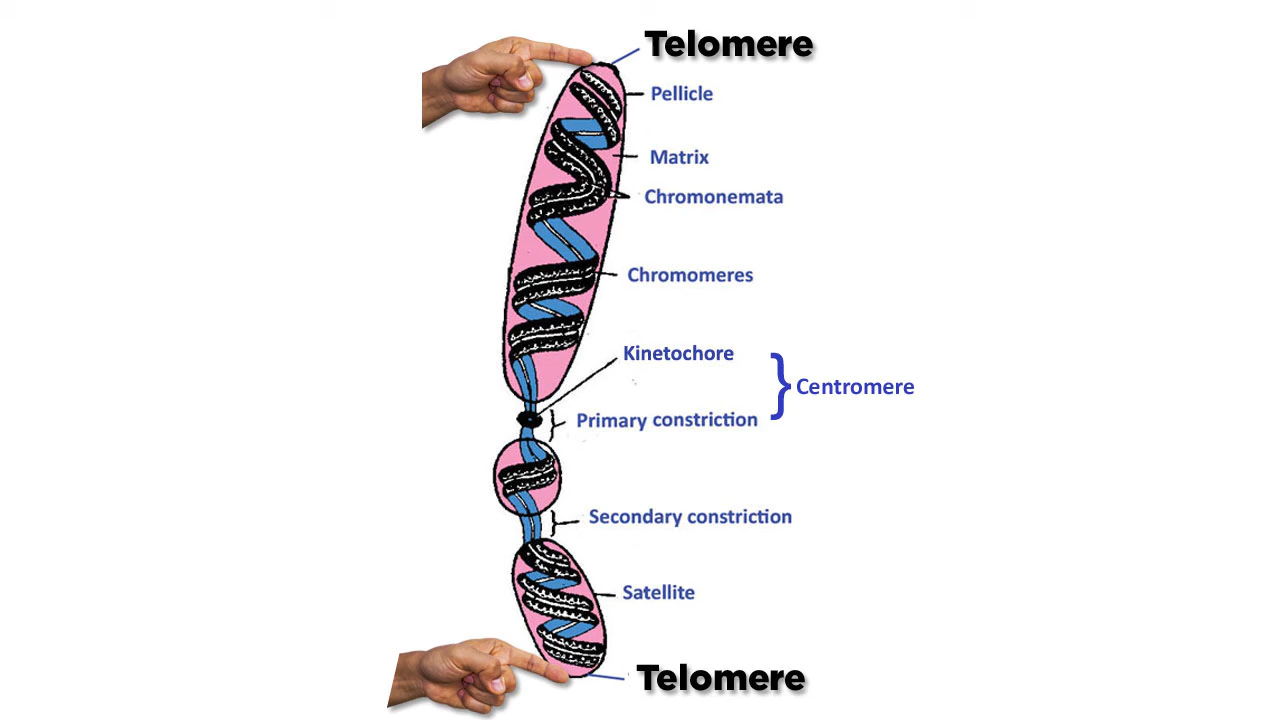 Telomere
Pellicle
Matrix
Chromonemata
Chromomeres
Kinetochore
Centromere
Primary constriction
Secondary constriction
Satellite
Telomere